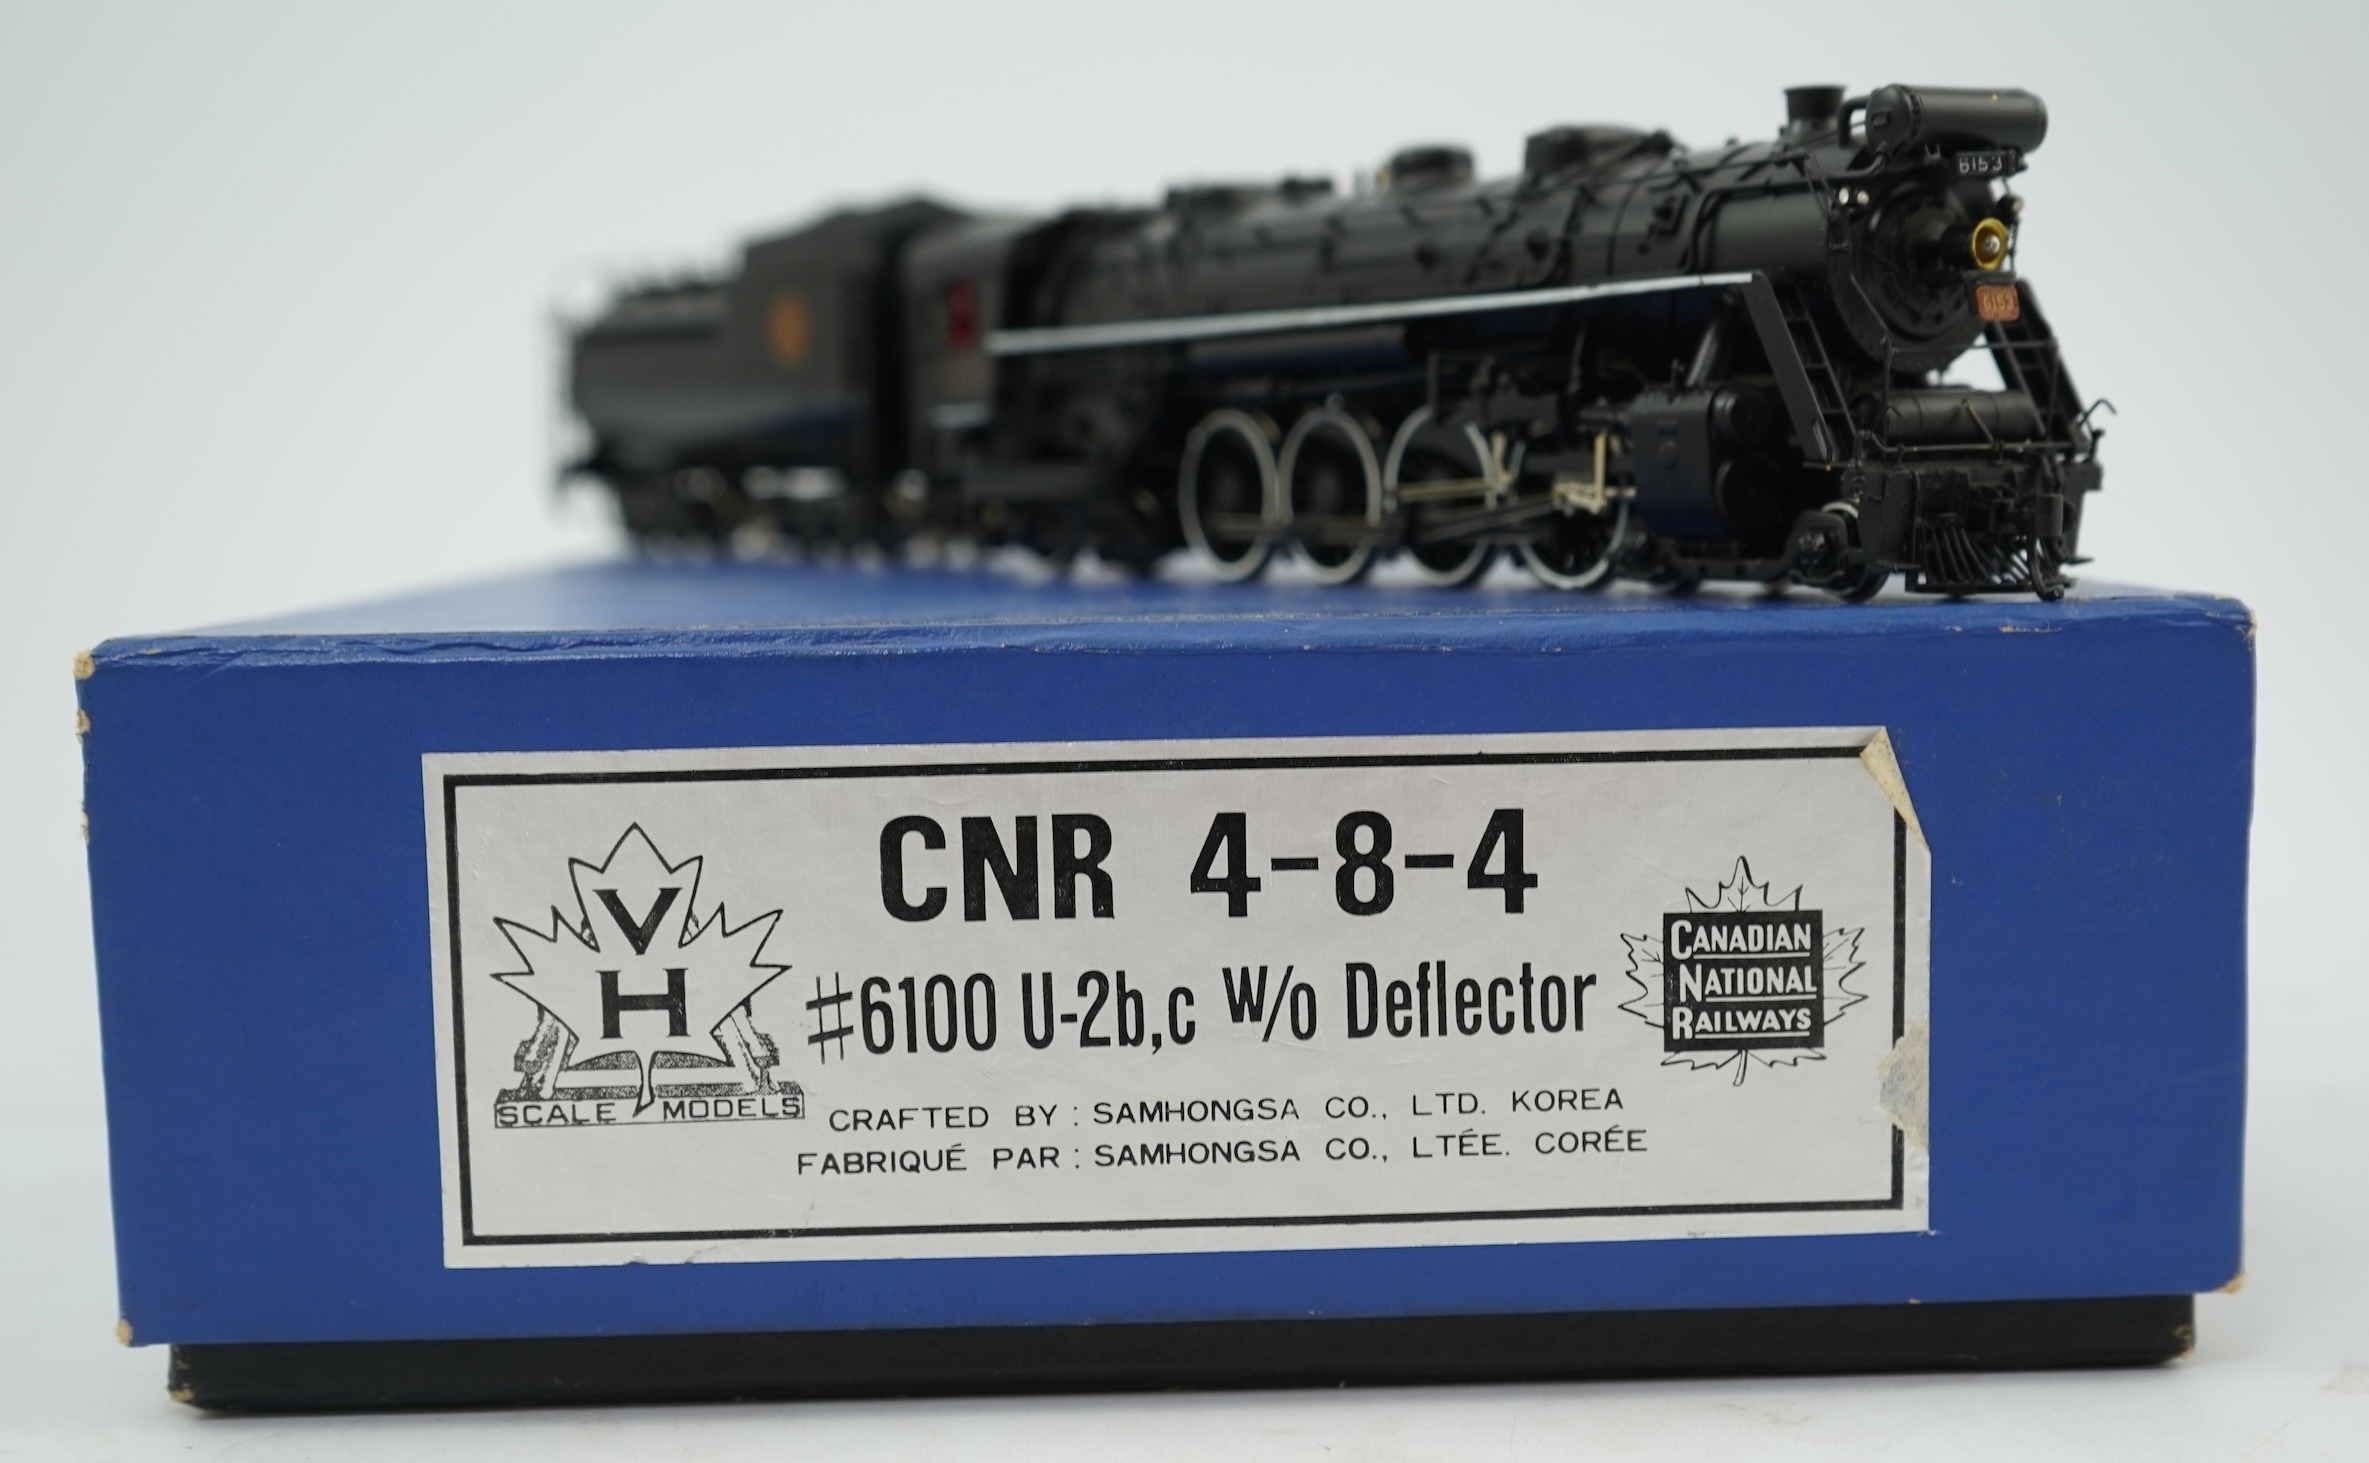 6153
6153
V
H
SCALE MODELS
CNR 4-8-4
#6100 U-2b,c W/o Deflector
CRAFTED BY : SAMHONGSA CO., LTD. KOREA
FABRIQUÉ PAR : SAMHONGSA CO., LTÉE. CORÉE
CANADIAN
NATIONAL
RAILWAYS